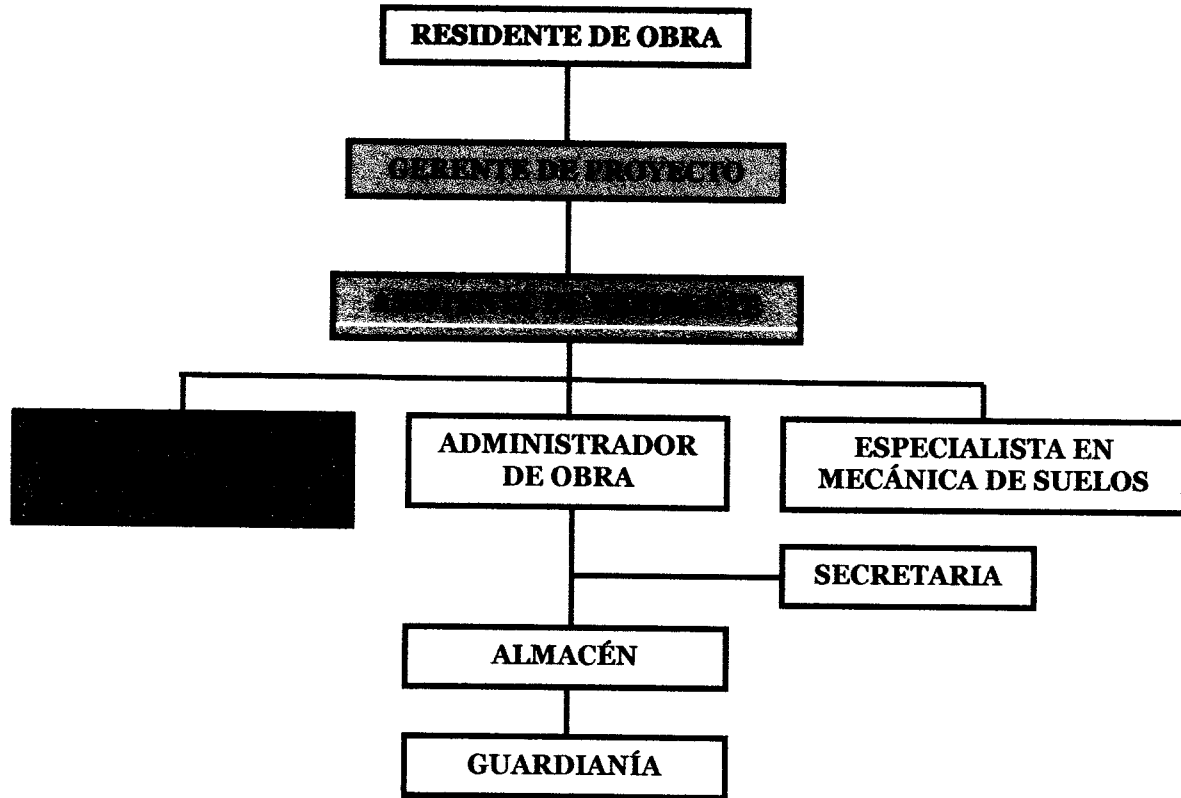 RESIDENTE DE OBRA
GERENTE DE PROYECTO
ADMINISTRADOR
DE OBRA
ESPECIALISTA EN
MECÁNICA DE SUELOS
SECRETARIA
ALMACÉN
GUARDIANÍA